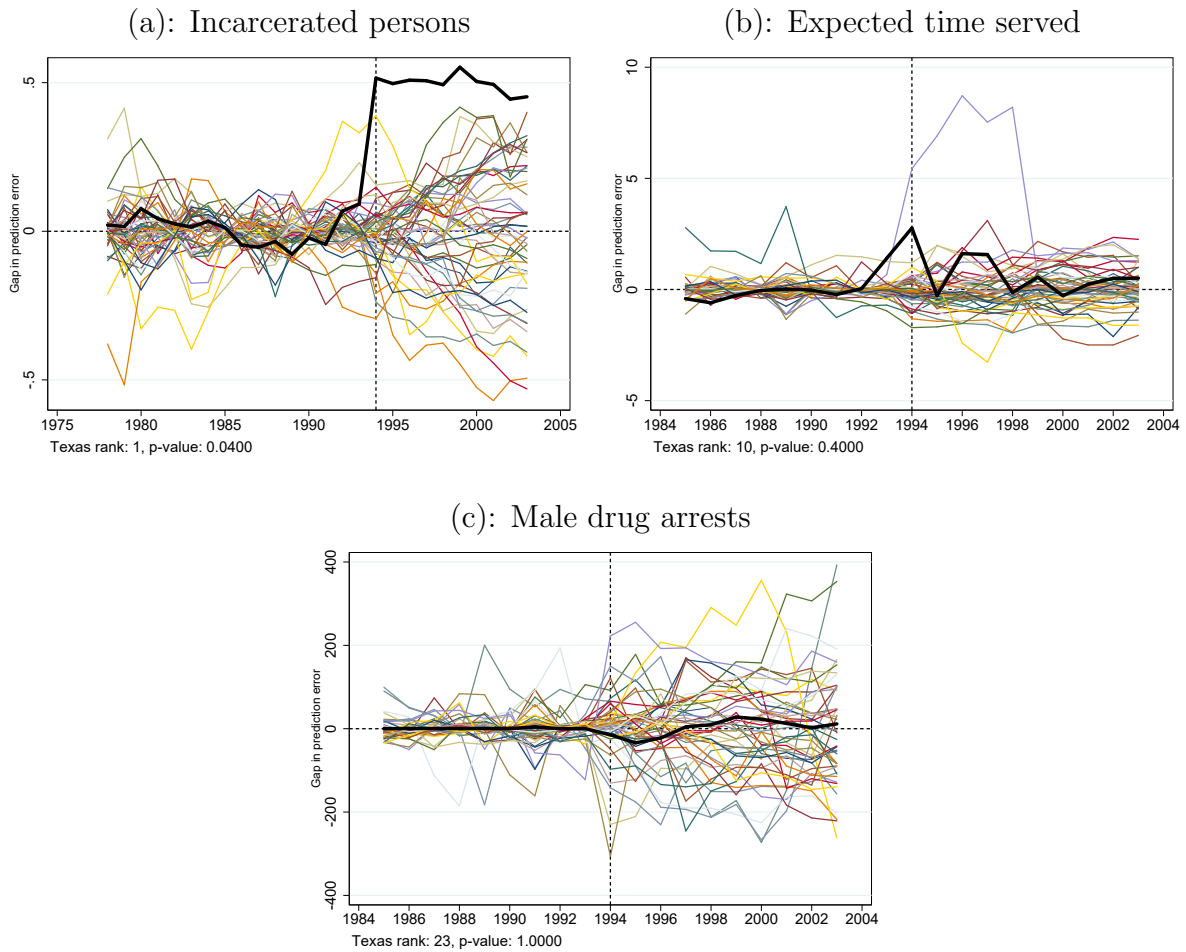 (a): Incarcerated persons
Gap in prediction error
.5
0
-.5
1975 1980 1985 1990 1995 2000 2005
Texas rank: 1, p-value: 0.0400
(b): Expected time served
Gap in prediction error
10
5
0
-5
1984 1986 1988 1990 1992 1994 1996 1998 2000 2002 2004
Texas rank: 10, p-value: 0.4000
(c): Male drug arrests
Gap in prediction error
400
200
0
-200
-400
1984 1986 1988 1990 1992 1994 1996 1998 2000 2002 2004
Texas rank: 23, p-value: 1.0000